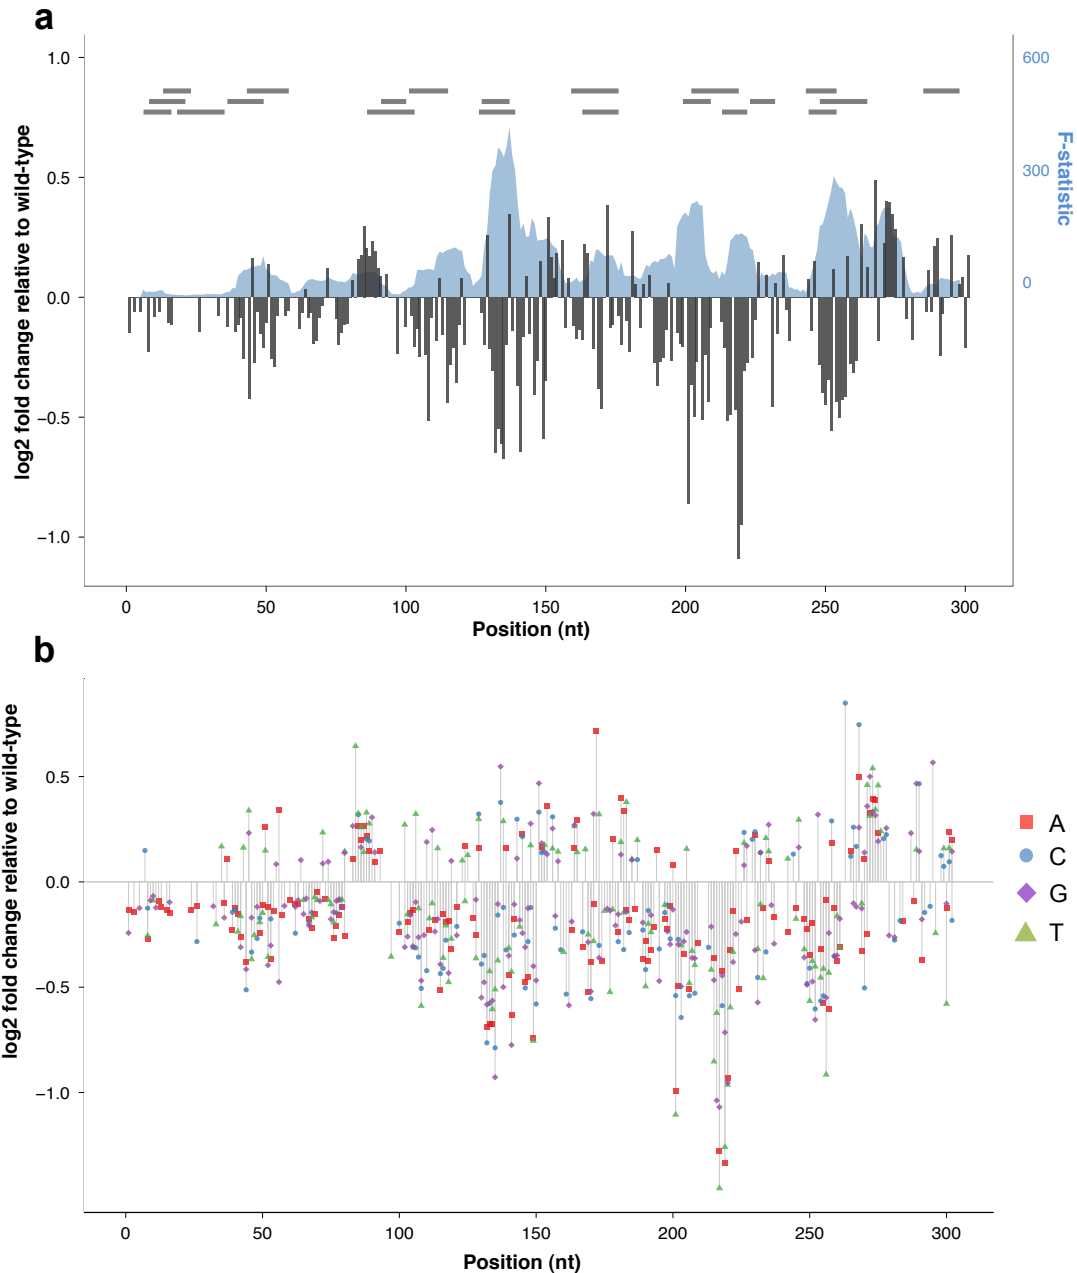 a
1.0
0.5
0.0
−0.5
−1.0
log2 fold change relative to wild-type
600
300
0
F-statistic
0 50 100 150 200 250 300
Position (nt)
b
0.5
0.0
−0.5
−1.0
log2 fold change relative to wild-type
A
C
G
T
0 50 100 150 200 250 300
Position (nt)